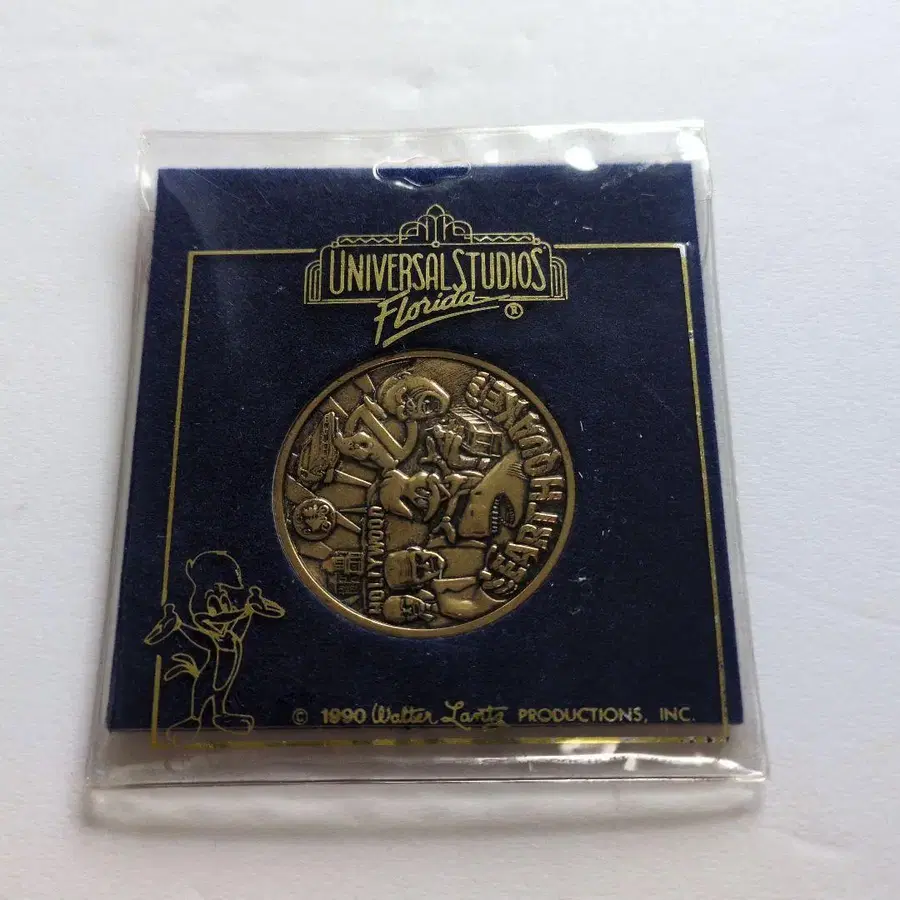 UNIVERSAL STUDIOS
Florida ®
EARTHQUAKE
HOLLYWOOD
© 1990 Walter Lantz PRODUCTIONS, INC.